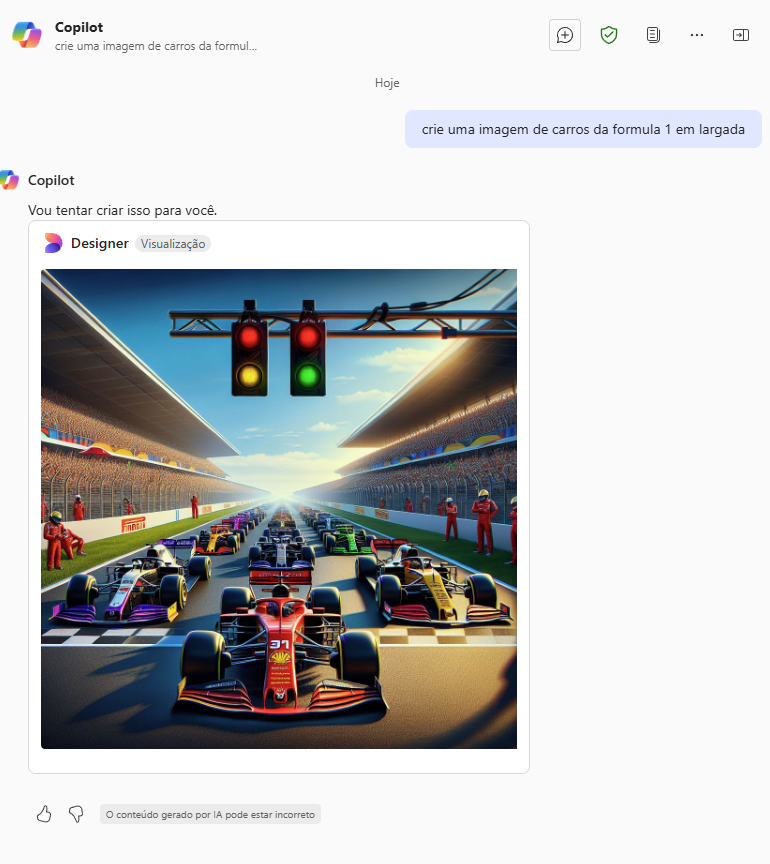 Copilot
crie uma imagem de carros da formul...
Hoje
crie uma imagem de carros da formula 1 em largada
Copilot
Vou tentar criar isso para você.
Designer Visualização
31
O conteúdo gerado por IA pode estar incorreto